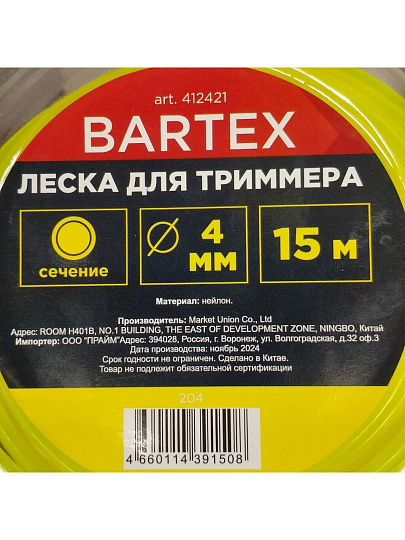 art. 412421
BARTEX
ЛЕСКА ДЛЯ ТРИММЕРА
сечение
4 ММ
15 м
Материал: нейлон.
Производитель: Market Union Co., Ltd
Адрес: ROOM H401B, NO.1 BUILDING, THE EAST OF DEVELOPMENT ZONE, NINGBO, Китай
Импортер: ООО "ПРАЙМ"Адрес: 394028, Россия, г. Воронеж, ул. Волгоградская, д.32 оф.3
Дата производства: ноябрь 2024
Срок годности не ограничен. Сделано в Китае.
Товар не подлежит обязательной сертификации
204
4 660114 391508